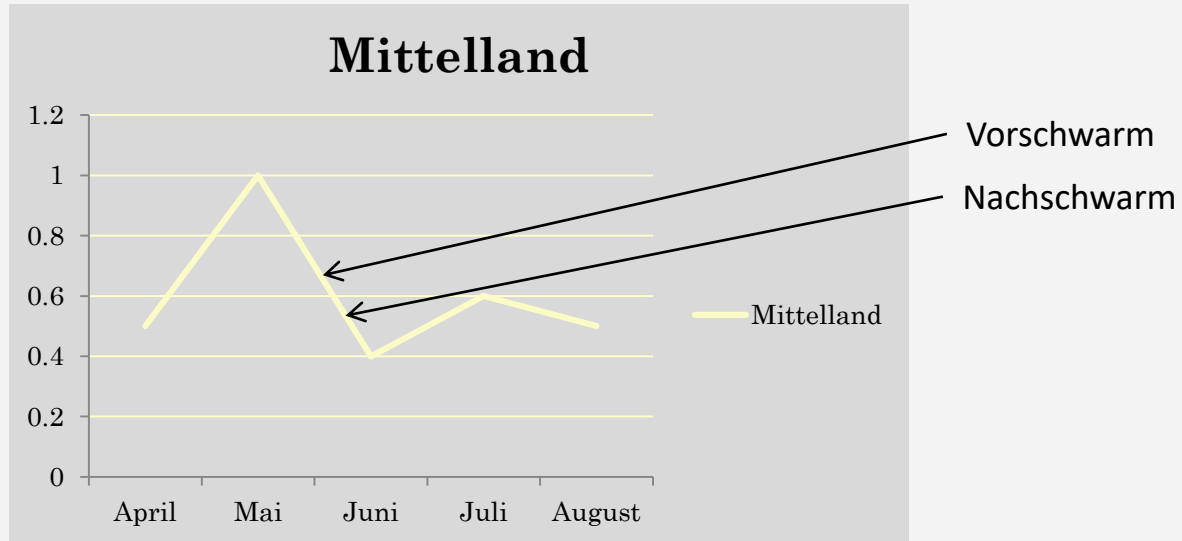 Mittelland
1.2
1
0.8
0.6
0.4
0.2
0
April Mai Juni Juli August
Mittelland
Vorschwarm
Nachschwarm